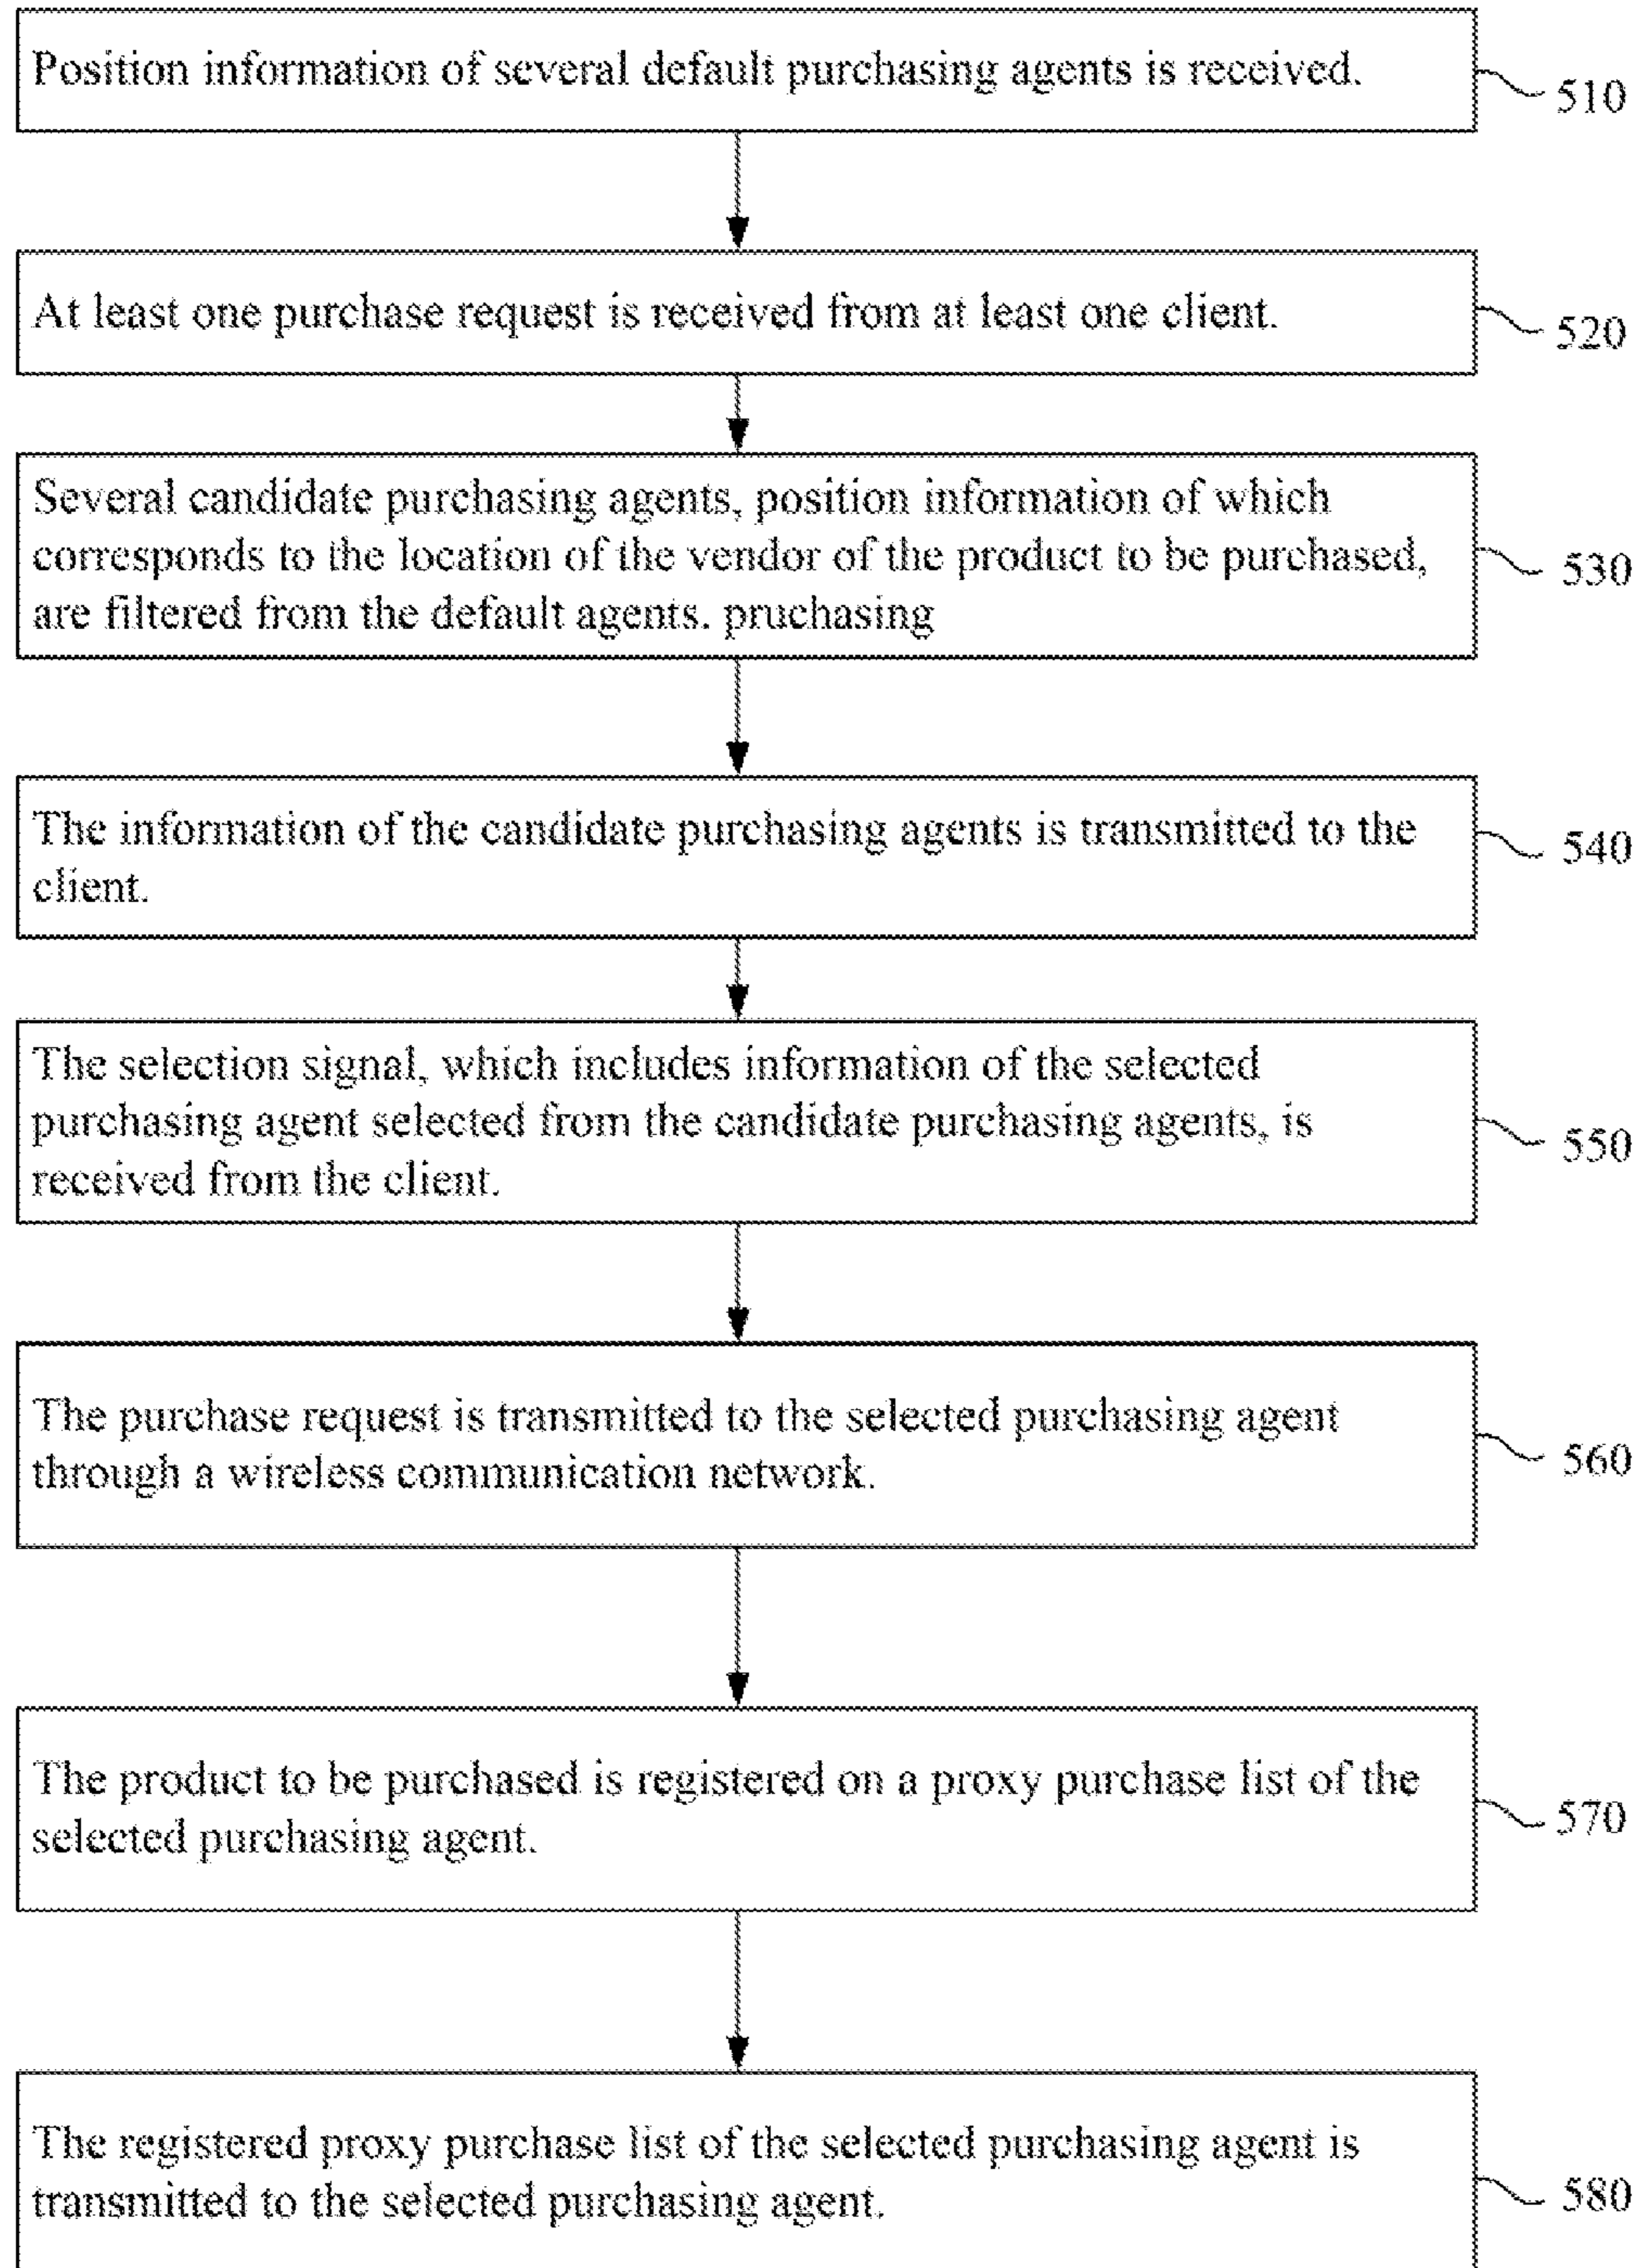 Position information of several default purchasing agents is received.
510
At least one purchase request is received from at least one client.
520
Several candidate purchasing agents, position information of which
corresponds to the location of the vendor of the product to be purchased,
are filtered from the default agents. pruchasing
530
The information of the candidate purchasing agents is transmitted to the
client.
540
The selection signal, which includes information of the selected
purchasing agent selected from the candidate purchasing agents, is
received from the client.
550
The purchase request is transmitted to the selected purchasing agent
through a wireless communication network.
560
The product to be purchased is registered on a proxy purchase list of the
selected purchasing agent.
570
The registered proxy purchase list of the selected purchasing agent is
transmitted to the selected purchasing agent.
580